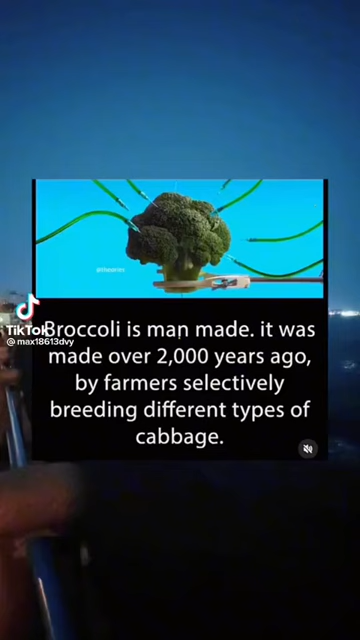 @itheories
TikTok
@ max18613dvy
Broccoli is man made. it was
made over 2,000 years ago,
by farmers selectively
breeding different types of
cabbage.